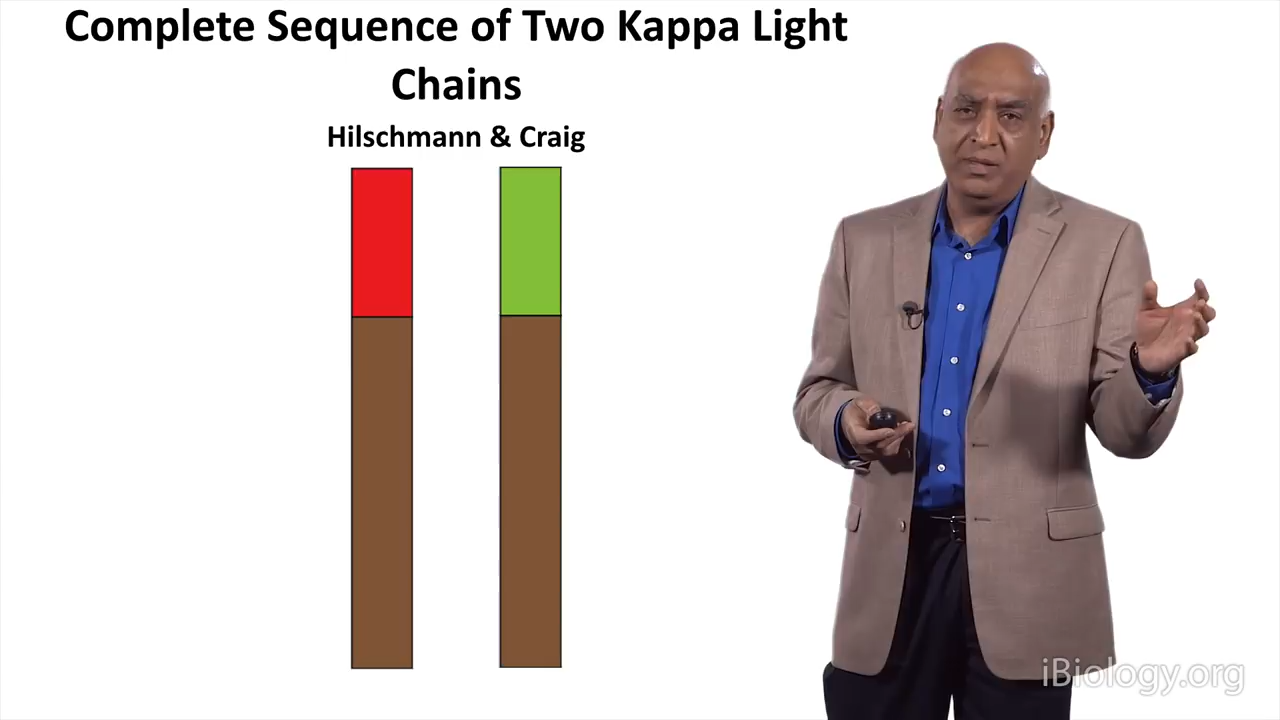 Complete Sequence of Two Kappa Light
Chains
Hilschmann & Craig
iBiology.org